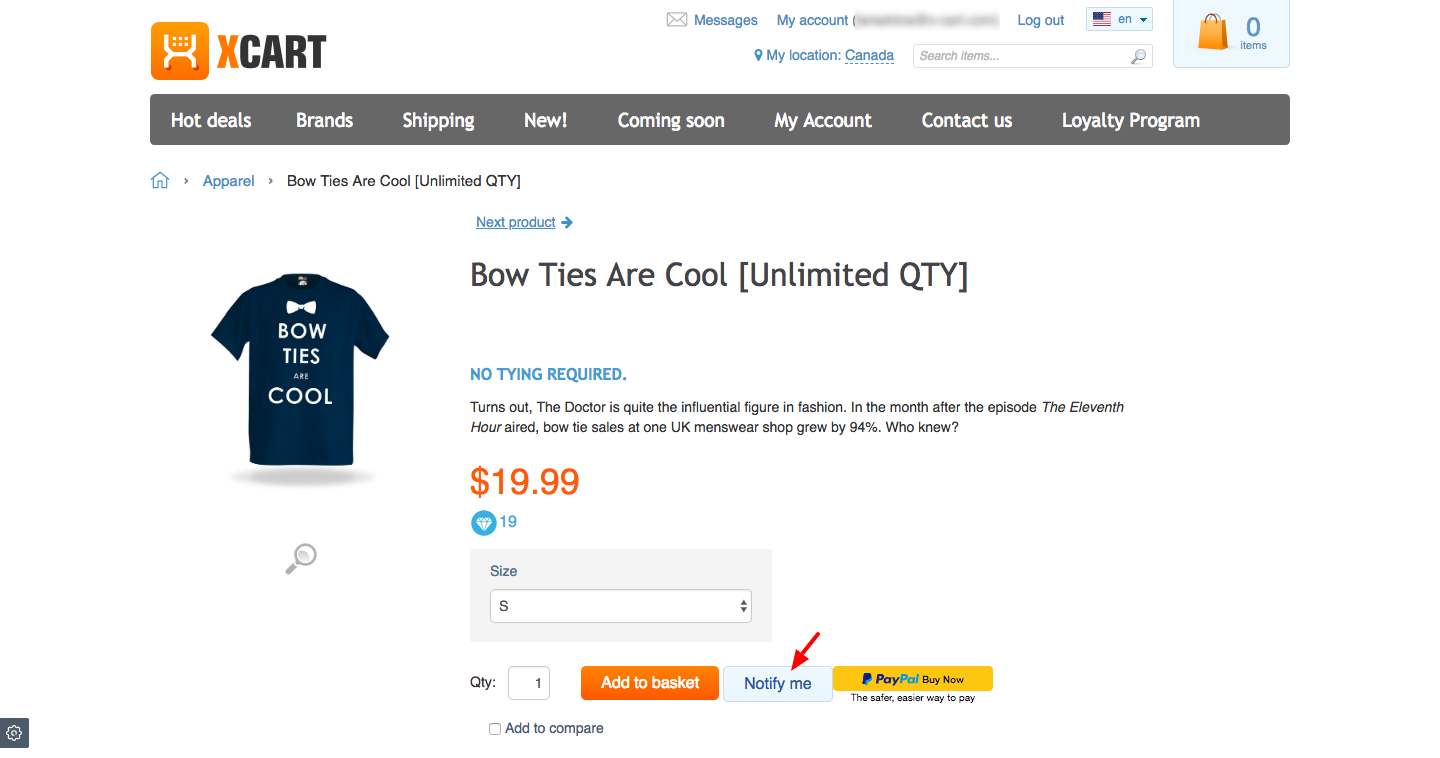 Messages My account ( Log out en
0 items
XCART
My location: Canada Search items...
Hot deals Brands Shipping New! Coming soon My Account Contact us Loyalty Program
Apparel › Bow Ties Are Cool [Unlimited QTY]
Next product
Bow Ties Are Cool [Unlimited QTY]
BOW
TIES
ARE
COOL
NO TYING REQUIRED.
Turns out, The Doctor is quite the influential figure in fashion. In the month after the episode The Eleventh
Hour aired, bow tie sales at one UK menswear shop grew by 94%. Who knew?
$19.99
19
Size
S
Qty: 1 Add to basket Notify me PayPal Buy Now
The safer, easier way to pay
Add to compare